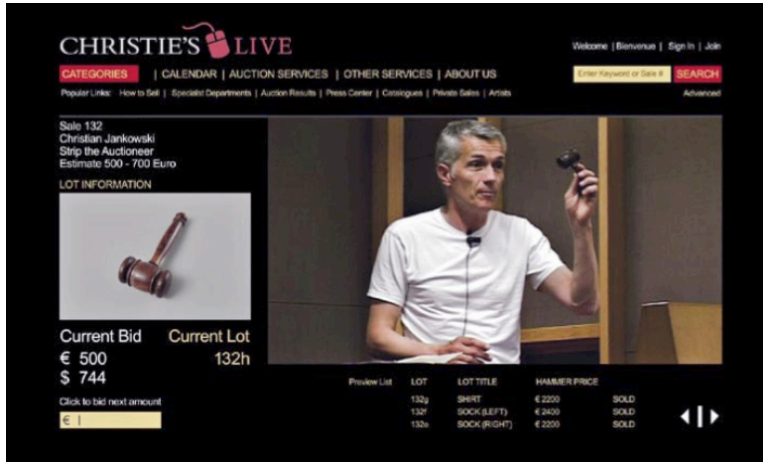 CHRISTIE'S LIVE
Welcome | Bienvenue | Sign In | Join
CATEGORIES | CALENDAR | AUCTION SERVICES | OTHER SERVICES | ABOUT US
Enter Keyword or Sale # SEARCH
Popular Links: How to Sell | Specialist Departments | Auction Results | Press Center | Catalogues | Private Sales | Artists
Advanced
Sale 132
Christian Jankowski
Strip the Auctioneer
Estimate 500 - 700 Euro
LOT INFORMATION
Current Bid Current Lot
€ 500 132h
$ 744
Click to bid next amount
€ |
Preview List LOT LOT TITLE HAMMER PRICE
132g SHIRT € 2200 SOLD
132f SOCK (LEFT) € 2400 SOLD
132e SOCK (RIGHT) € 2200 SOLD